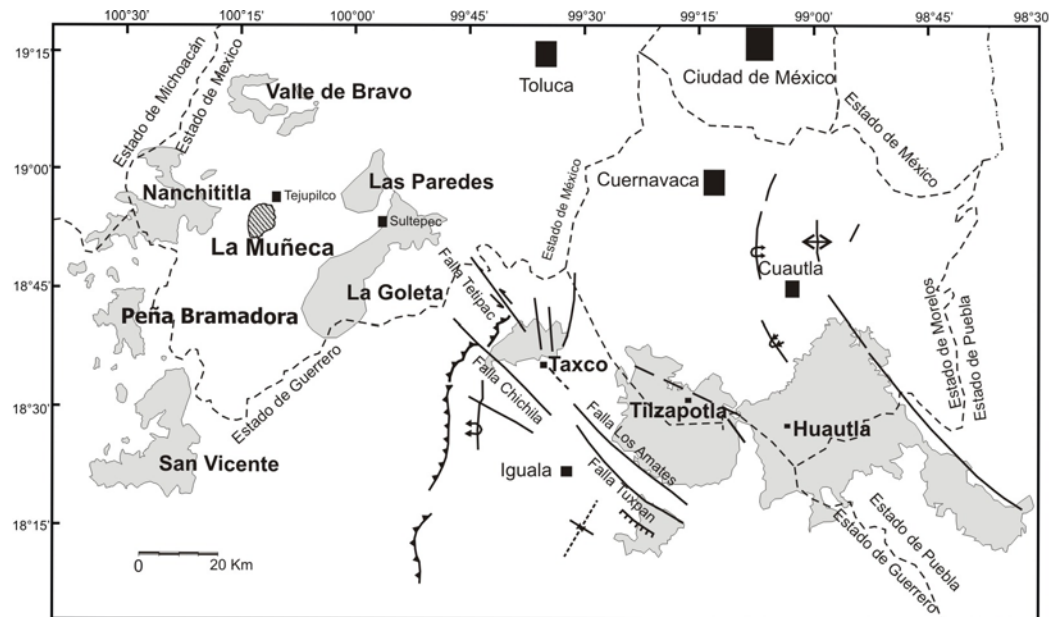 100°30' 100°15' 100°00' 99°45' 99°30' 99°15' 99°00' 98°45' 98°30
19°15'
19°00'
18°45'
18°30'
18°15'
Estado de Michoacán
Estado de Mexico
Valle de Bravo
Toluca
Ciudad de México
Estado de México
Nanchititla
Tejupilco
Las Paredes
Sultepec
La Muñeca
Estado de México
Cuernavaca
Cuautla
La Goleta
Falla Tetipac
Peña Bramadora
Estado de Guerrero
Taxco
Falla Chichila
Estado de Morelos
Estado de Puebla
Tilzapotla
Huautla
San Vicente
Iguala
Falla Los Amates
Falla Tuxpan
Estado de Puebla
Estado de Guerrero
0 20 Km